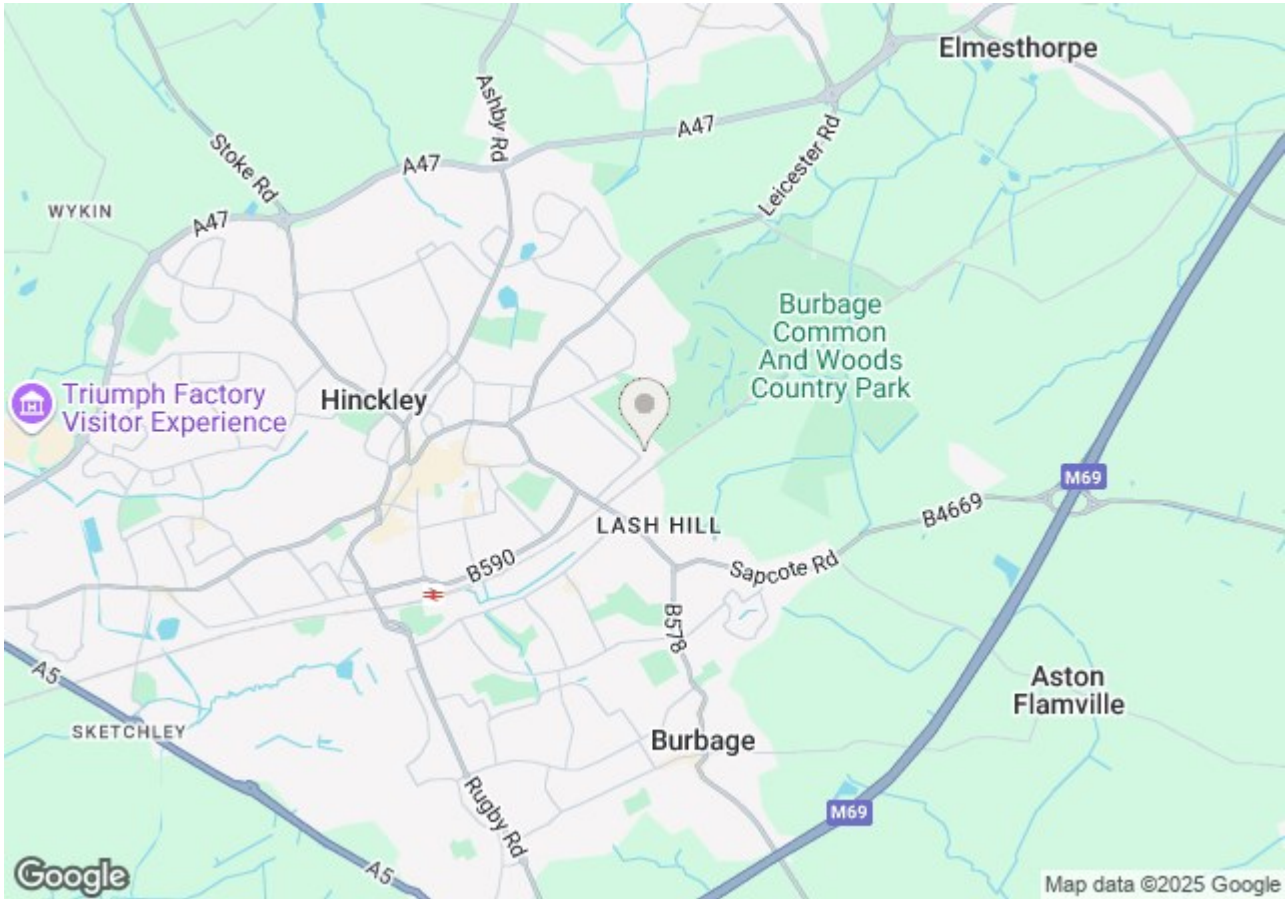 Elmesthorpe
Ashby Rd
A47
Leicester Rd
Stoke Rd
A47
WYKIN
A47
Burbage
Common
And Woods
Country Park
Triumph Factory
Visitor Experience
Hinckley
M69
B4669
LASH HILL
B590
Sapcote Rd
B578
A5
Aston
Flamville
SKETCHLEY
Burbage
Rugby Rd
M69
A5
Google
Map data ©2025 Google